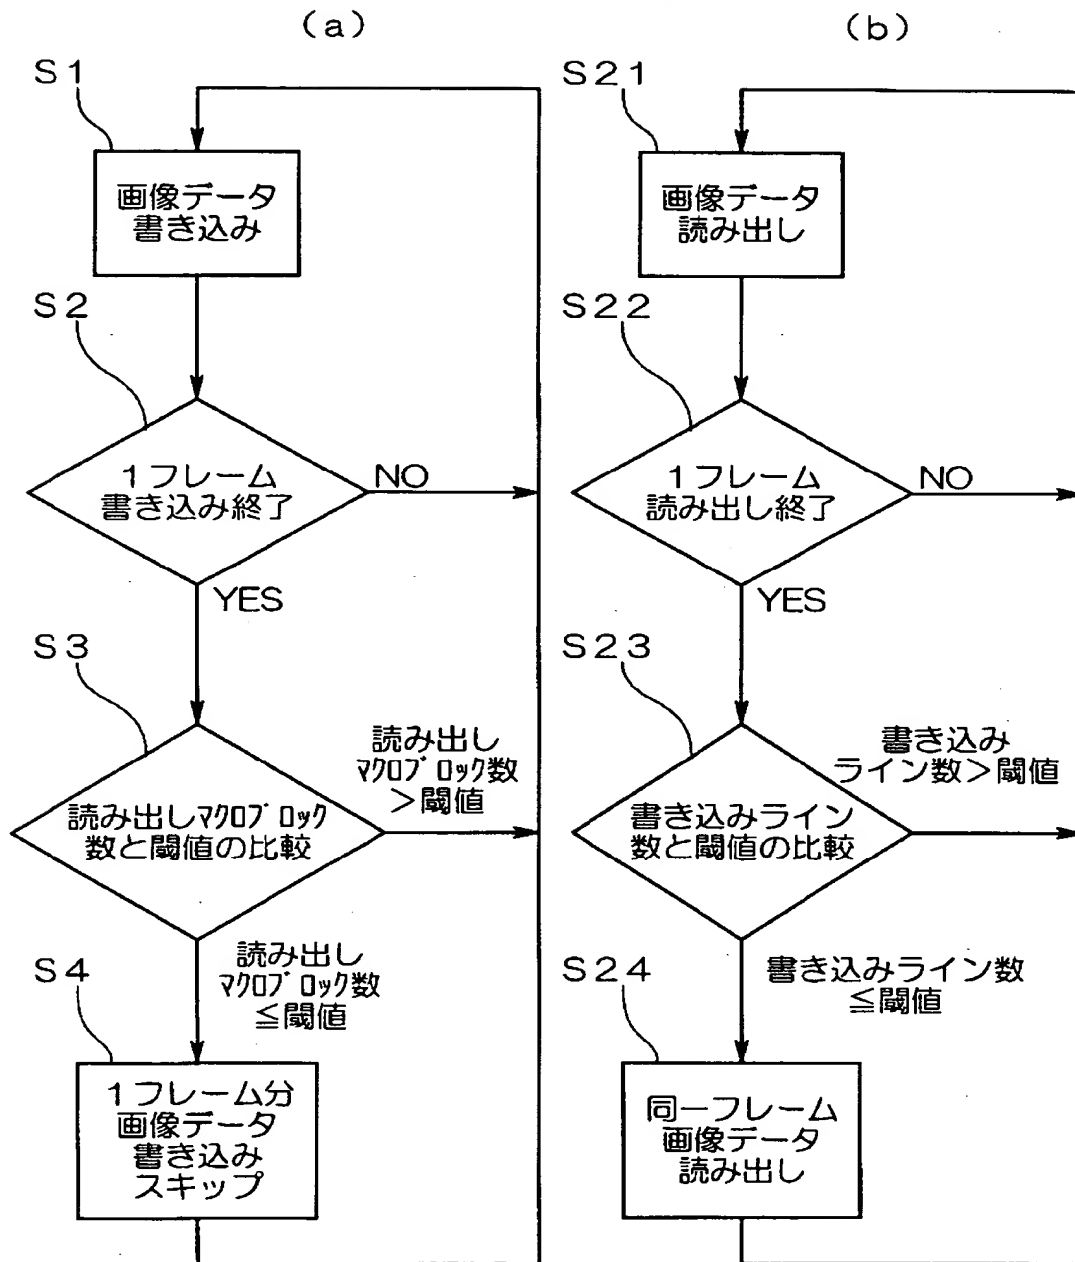 (a)
S1
画像データ
書き込み
S2
1フレーム
書き込み終了
NO
YES
S3
読み出し
マクロブロック数
>閾値
読み出しマクロブロック
数と閾値の比較
読み出し
マクロブロック数
≦閾値
S4
1フレーム分
画像データ
書き込み
スキップ
(b)
S21
画像データ
読み出し
S22
1フレーム
読み出し終了
NO
YES
S23
書き込み
ライン数>閾値
書き込みライン
数と閾値の比較
書き込みライン数
≦閾値
S24
同一フレーム
画像データ
読み出し